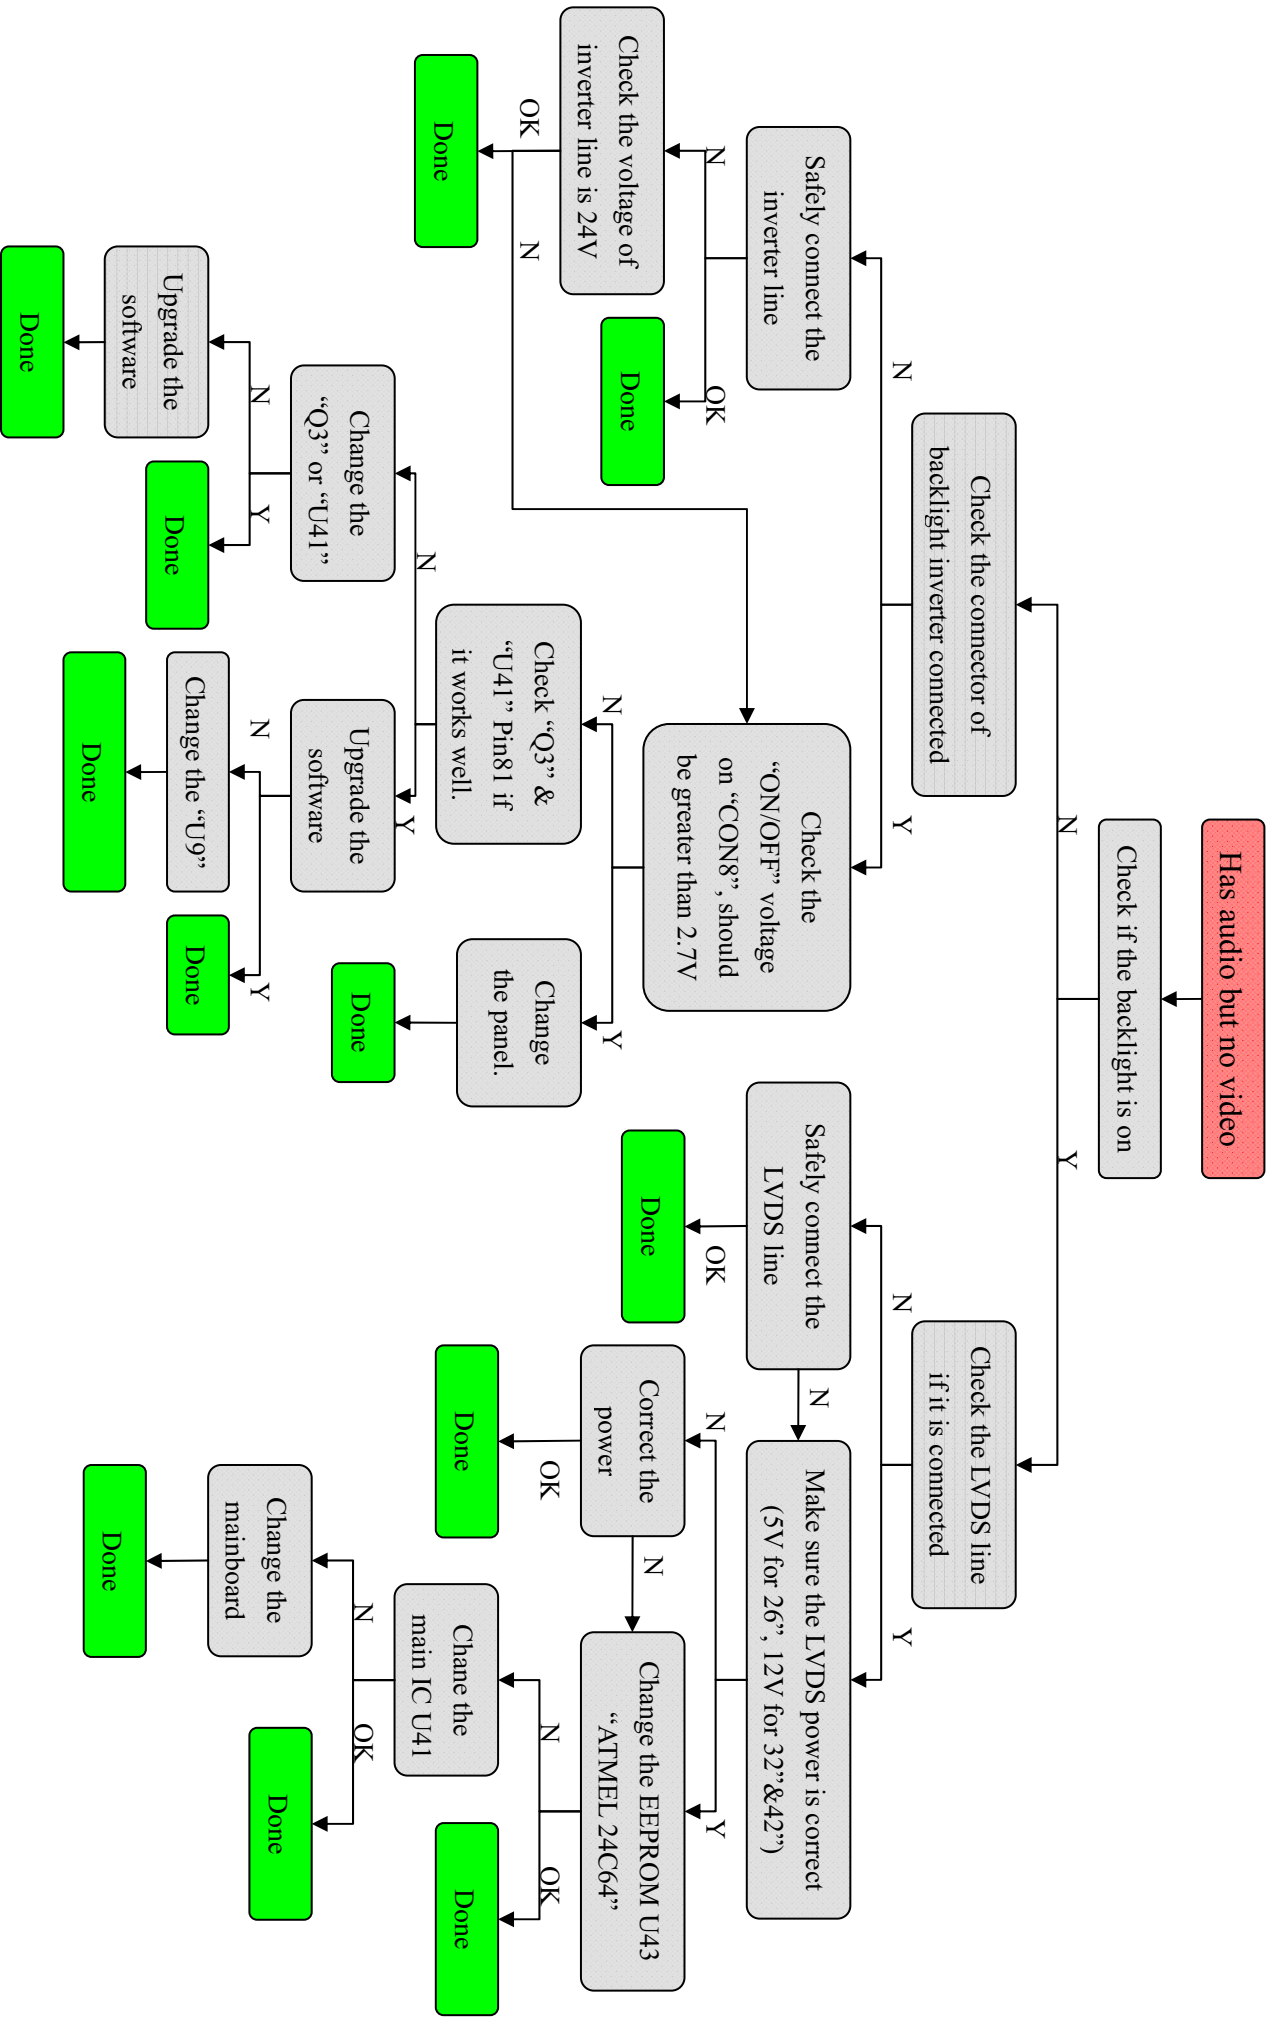 Has audio but no video
Check if the backlight is on
N
Y
Check the connector of
backlight inverter connected
Check the LVDS line
if it is connected
N
Y
N
Y
Safely connect the
inverter line
Check the
“ON/OFF” voltage
on “CON8”, should
be greater than 2.7V
Safely connect the
LVDS line
N
Make sure the LVDS power is correct
(5V for 26”, 12V for 32”&42”)
N
OK
OK
N
Y
Check the voltage of
inverter line is 24V
Done
N
Y
Done
Correct the
power
N
Change the EEPROM U43
“ATMEL 24C64”
OK
N
Check “Q3” &
“U41” Pin81 if
it works well.
Change
the panel.
OK
N
OK
Done
N
Y
Done
Done
Chane the
main IC U41
Done
Change the
“Q3” or “U41”
Upgrade the
software
N
OK
N
Y
N
Y
Change the
mainboard
Done
Upgrade the
software
Done
Change the “U9”
Done
Done
Done
Done